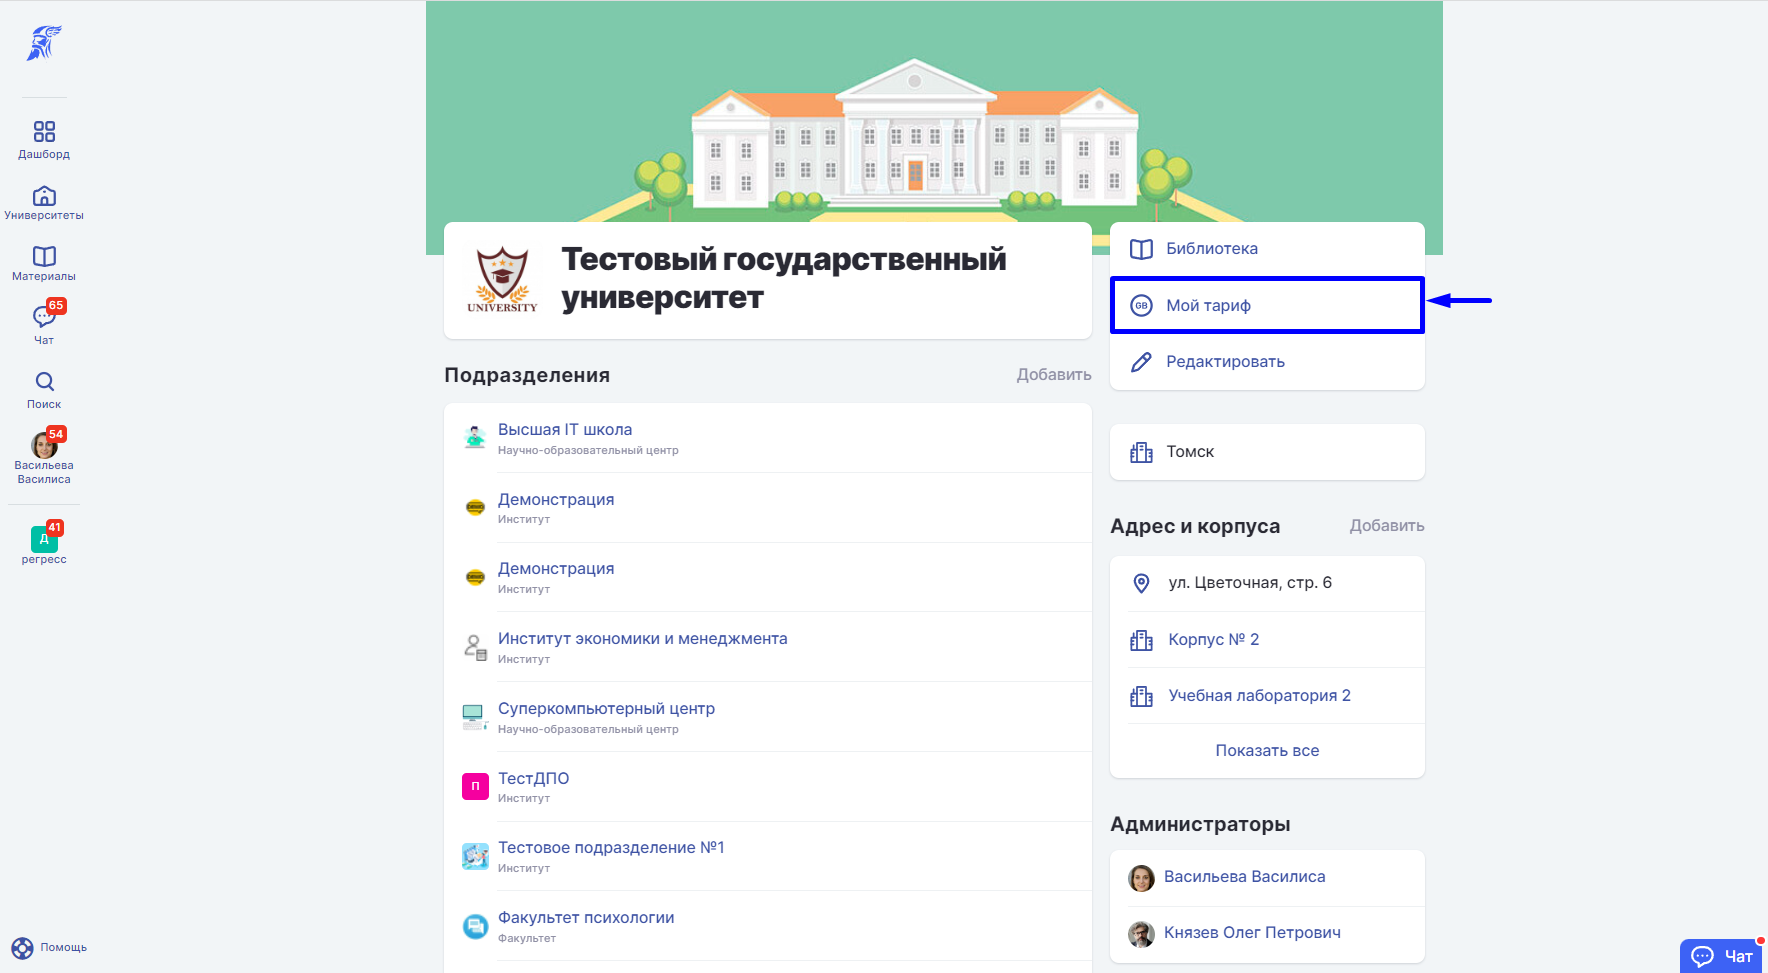 Дашборд
Университеты
Материалы
65
Чат
Поиск
54
Васильева
Василиса
41
Д
регресс
Помощь
UNIVERSITY
Тестовый государственный
университет
Подразделения
Добавить
Высшая IT школа
Научно-образовательный центр
Демонстрация
Институт
Демонстрация
Институт
Институт экономики и менеджмента
Институт
Суперкомпьютерный центр
Научно-образовательный центр
П
ТестДПО
Институт
Тестовое подразделение №1
Институт
Факультет психологии
Факультет
Библиотека
GB
Мой тариф
Редактировать
Томск
Адрес и корпуса
Добавить
ул. Цветочная, стр. 6
Корпус № 2
Учебная лаборатория 2
Показать все
Администраторы
Васильева Василиса
Князев Олег Петрович
Чат